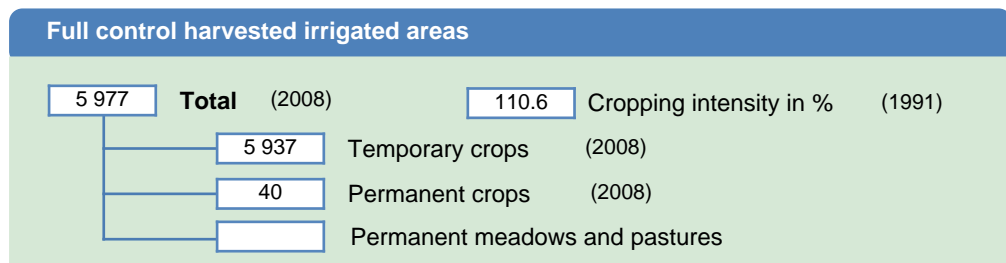 Full control harvested irrigated areas
5 977 Total (2008) 110.6 Cropping intensity in % (1991)
5 937 Temporary crops (2008)
40 Permanent crops (2008)
Permanent meadows and pastures